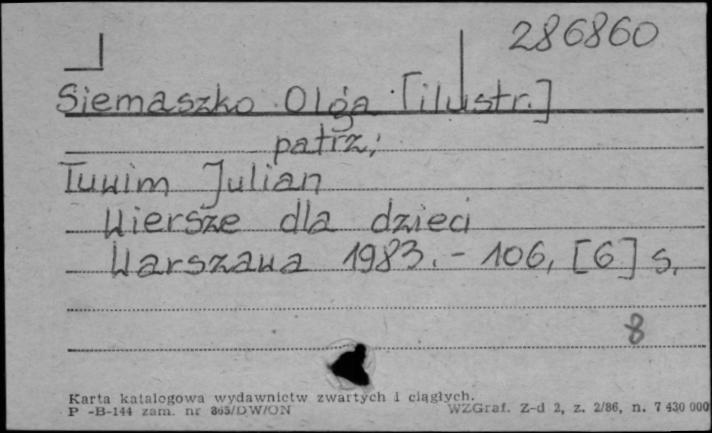 286860
Siemaszko Olga [ilustr.]
patrz:
Tuwim Julian
Wiersze dla dzieci
Warszawa 1983. - 106, [6] s.
8
Karta katalogowa wydawnictw zwartych i ciągłych.
P -B-144 zam. nr 865/DW/ON WZGraf. Z-d 2, z. 2/86, n. 7 430 000